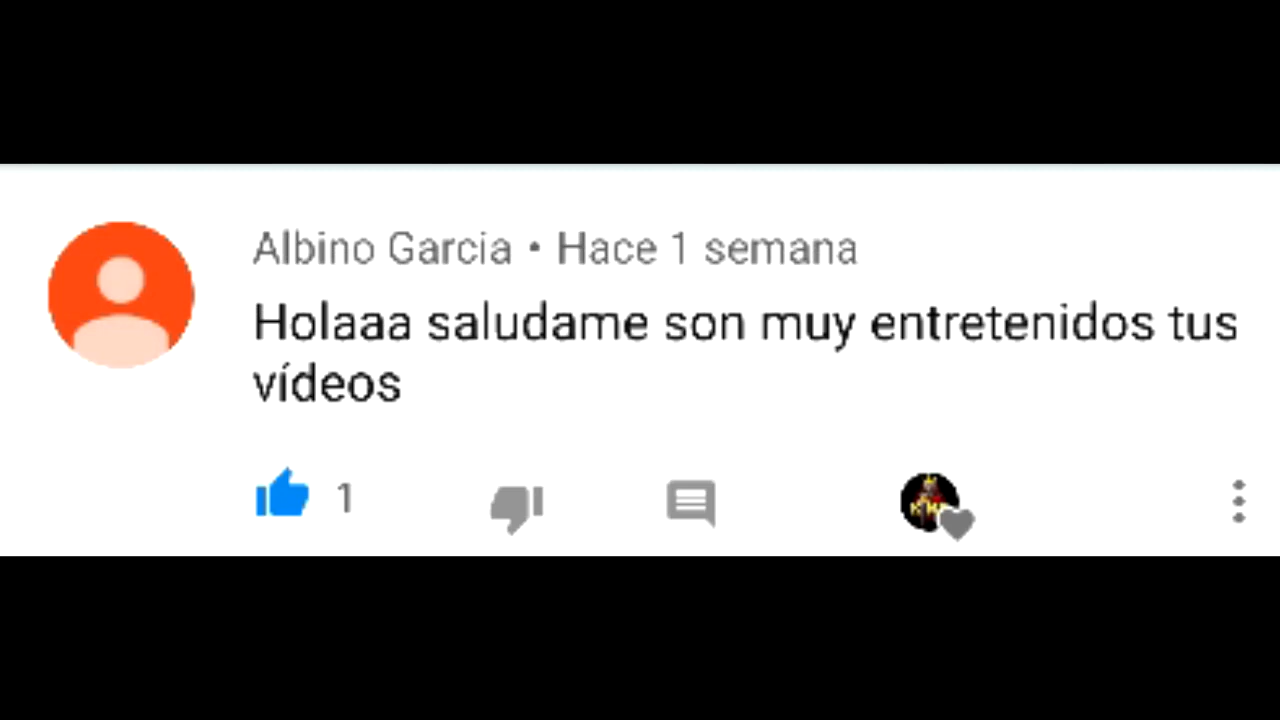 Albino Garcia • Hace 1 semana
Holaaa saludame son muy entretenidos tus
vídeos
1